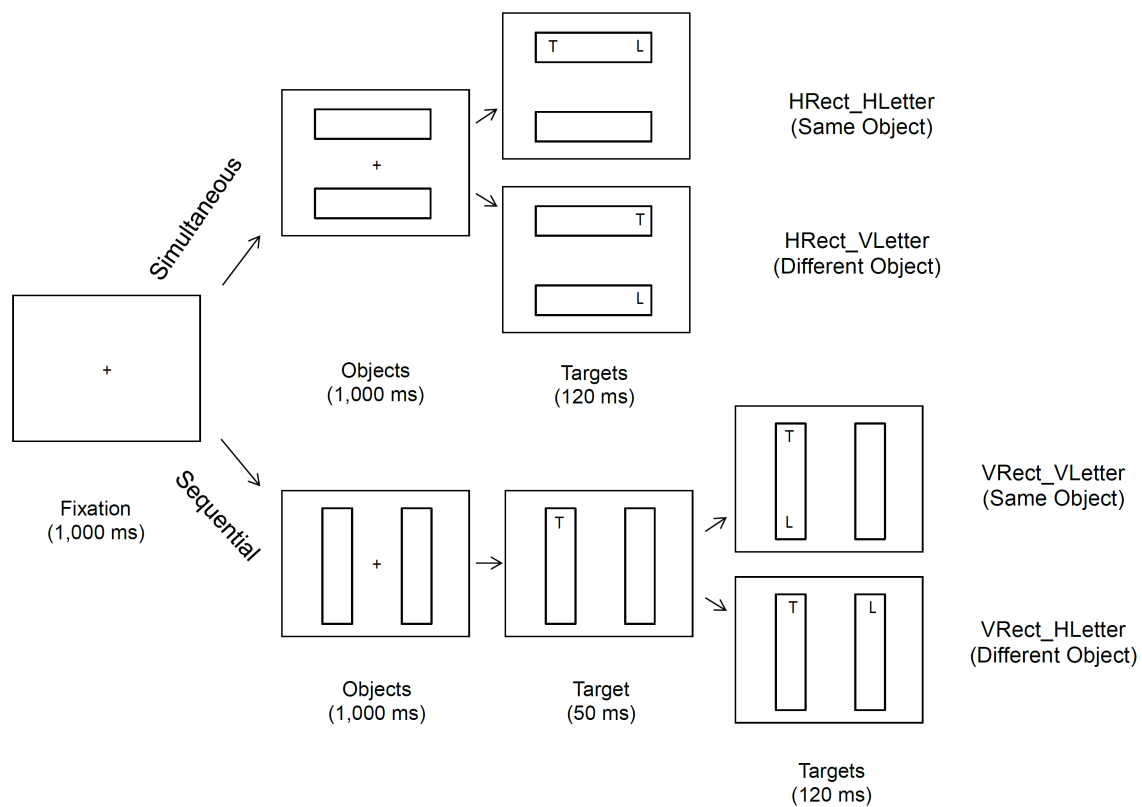 T L
HRect_HLetter
(Same Object)
+
Simultaneous
T
L
HRect_VLetter
(Different Object)
+
Objects
(1,000 ms)
Targets
(120 ms)
Fixation
(1,000 ms)
Sequential
+
T
T
L
VRect_VLetter
(Same Object)
T L
VRect_HLetter
(Different Object)
Objects
(1,000 ms)
Target
(50 ms)
Targets
(120 ms)